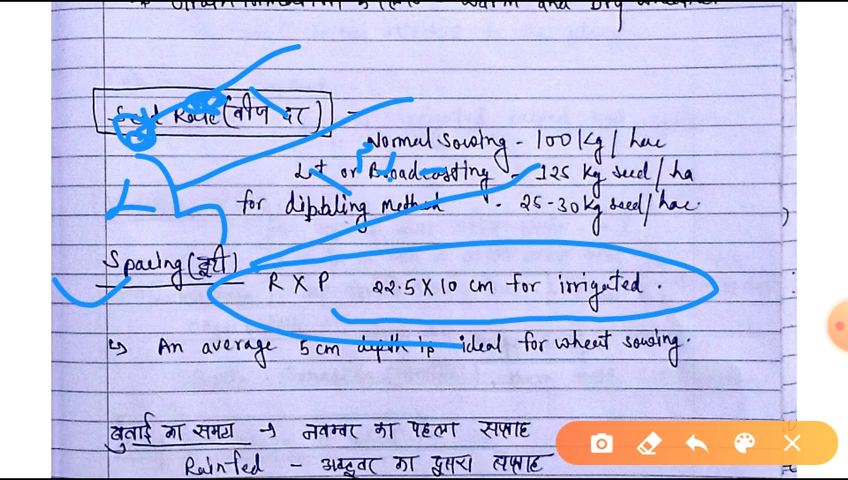 Seed Rate (बीज दर) -
Normal Sowing - 100 Kg / hac
Lt or Broadcasting - 125 Kg seed / ha
for dibbling method - 25-30 kg seed / hac.
Spacing (दूरी)
R X P 22.5 X 10 cm for irrigated.
↳ An average 5 cm depth is ideal for wheat sowing.
बुवाई का समय → नवम्बर का पहला सप्ताह
Rainfed - अक्टूबर का दूसरा सप्ताह